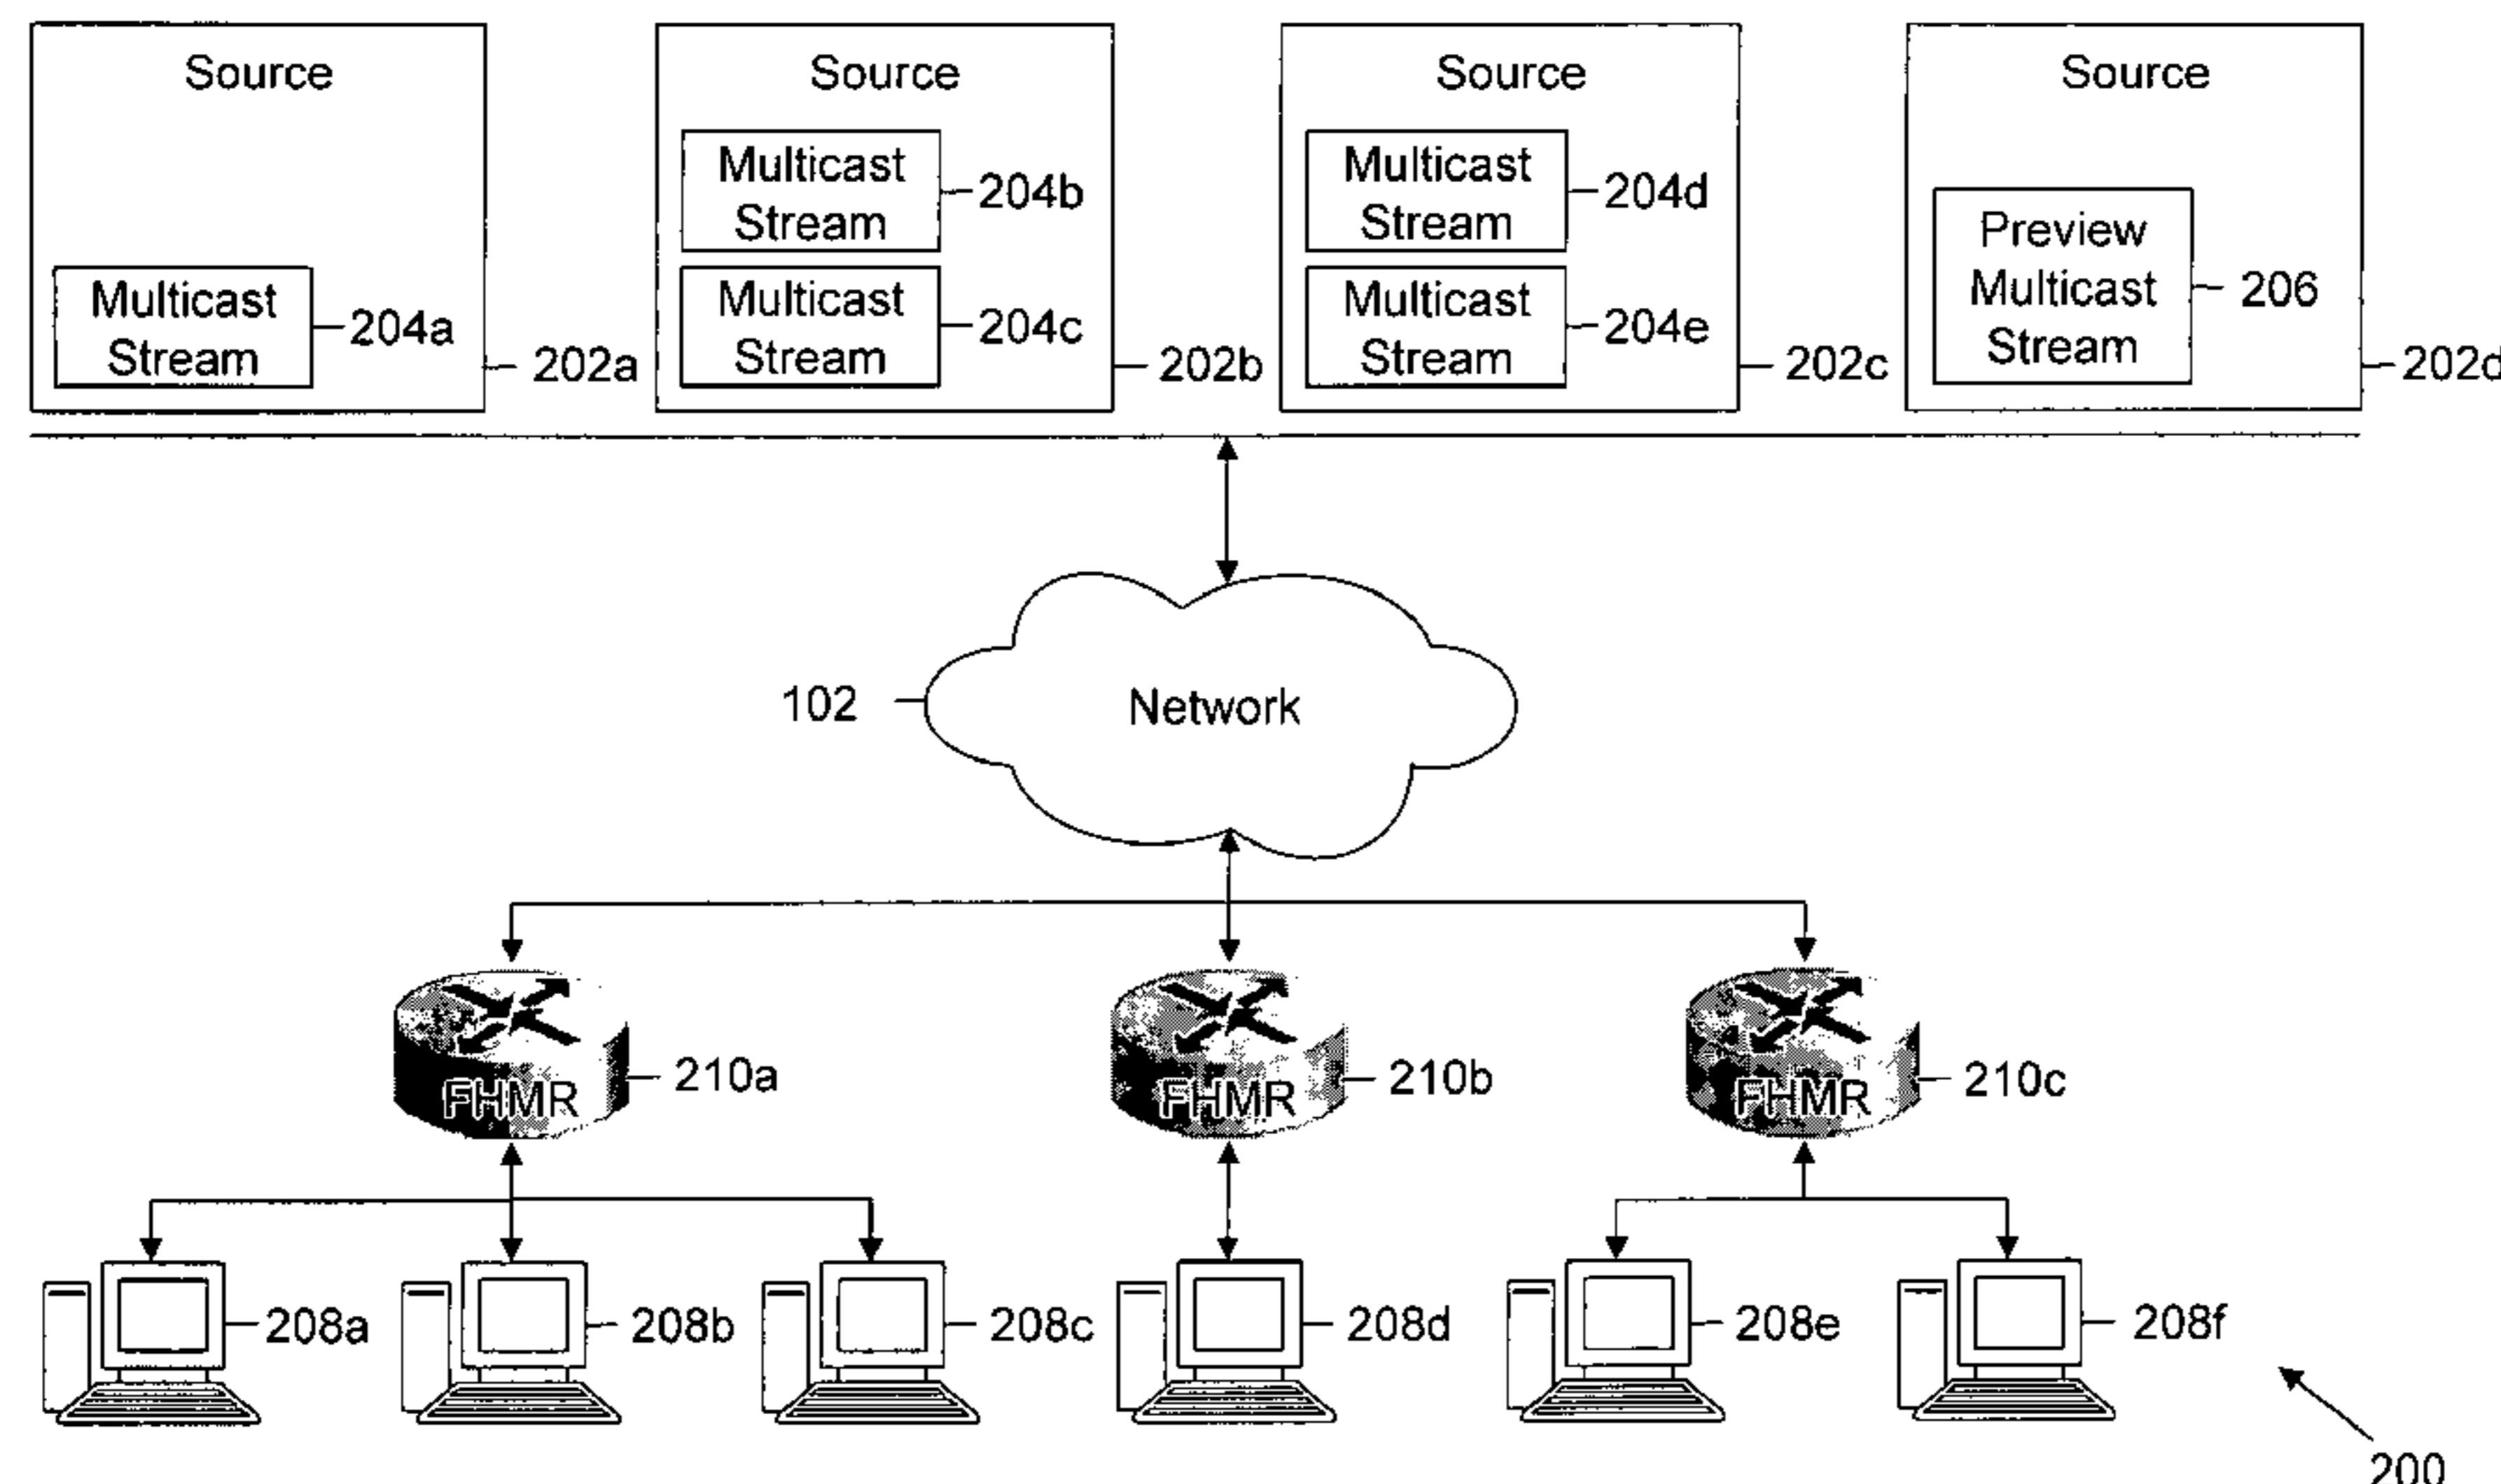 Source
Multicast
Stream
204a
202a
Source
Multicast
Stream
204b
Multicast
Stream
204c
202b
Source
Multicast
Stream
204d
Multicast
Stream
204e
202c
Source
Preview
Multicast
Stream
206
202d
102
Network
FHMR
210a
FHMR
210b
FHMR
210c
208a
208b
208c
208d
208e
208f
200